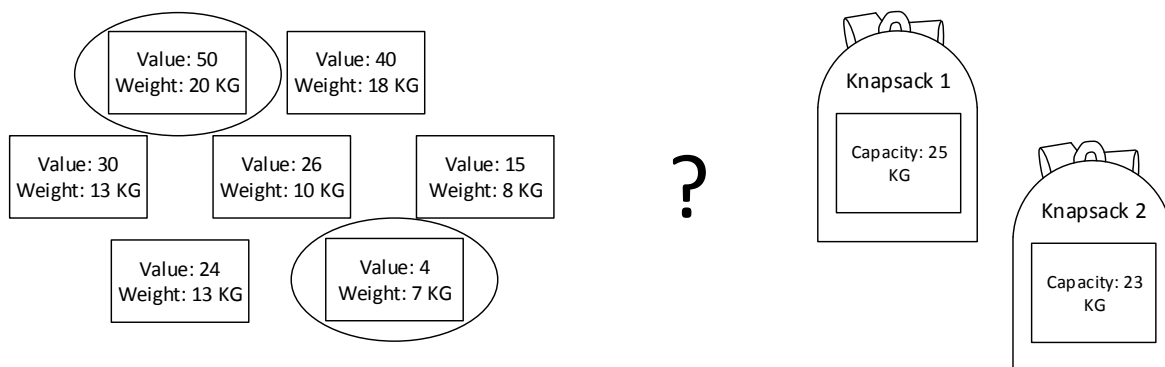 Value: 50
Weight: 20 KG
Value: 40
Weight: 18 KG
Value: 30
Weight: 13 KG
Value: 26
Weight: 10 KG
Value: 15
Weight: 8 KG
Value: 24
Weight: 13 KG
Value: 4
Weight: 7 KG
?
Knapsack 1
Capacity: 25
KG
Knapsack 2
Capacity: 23
KG